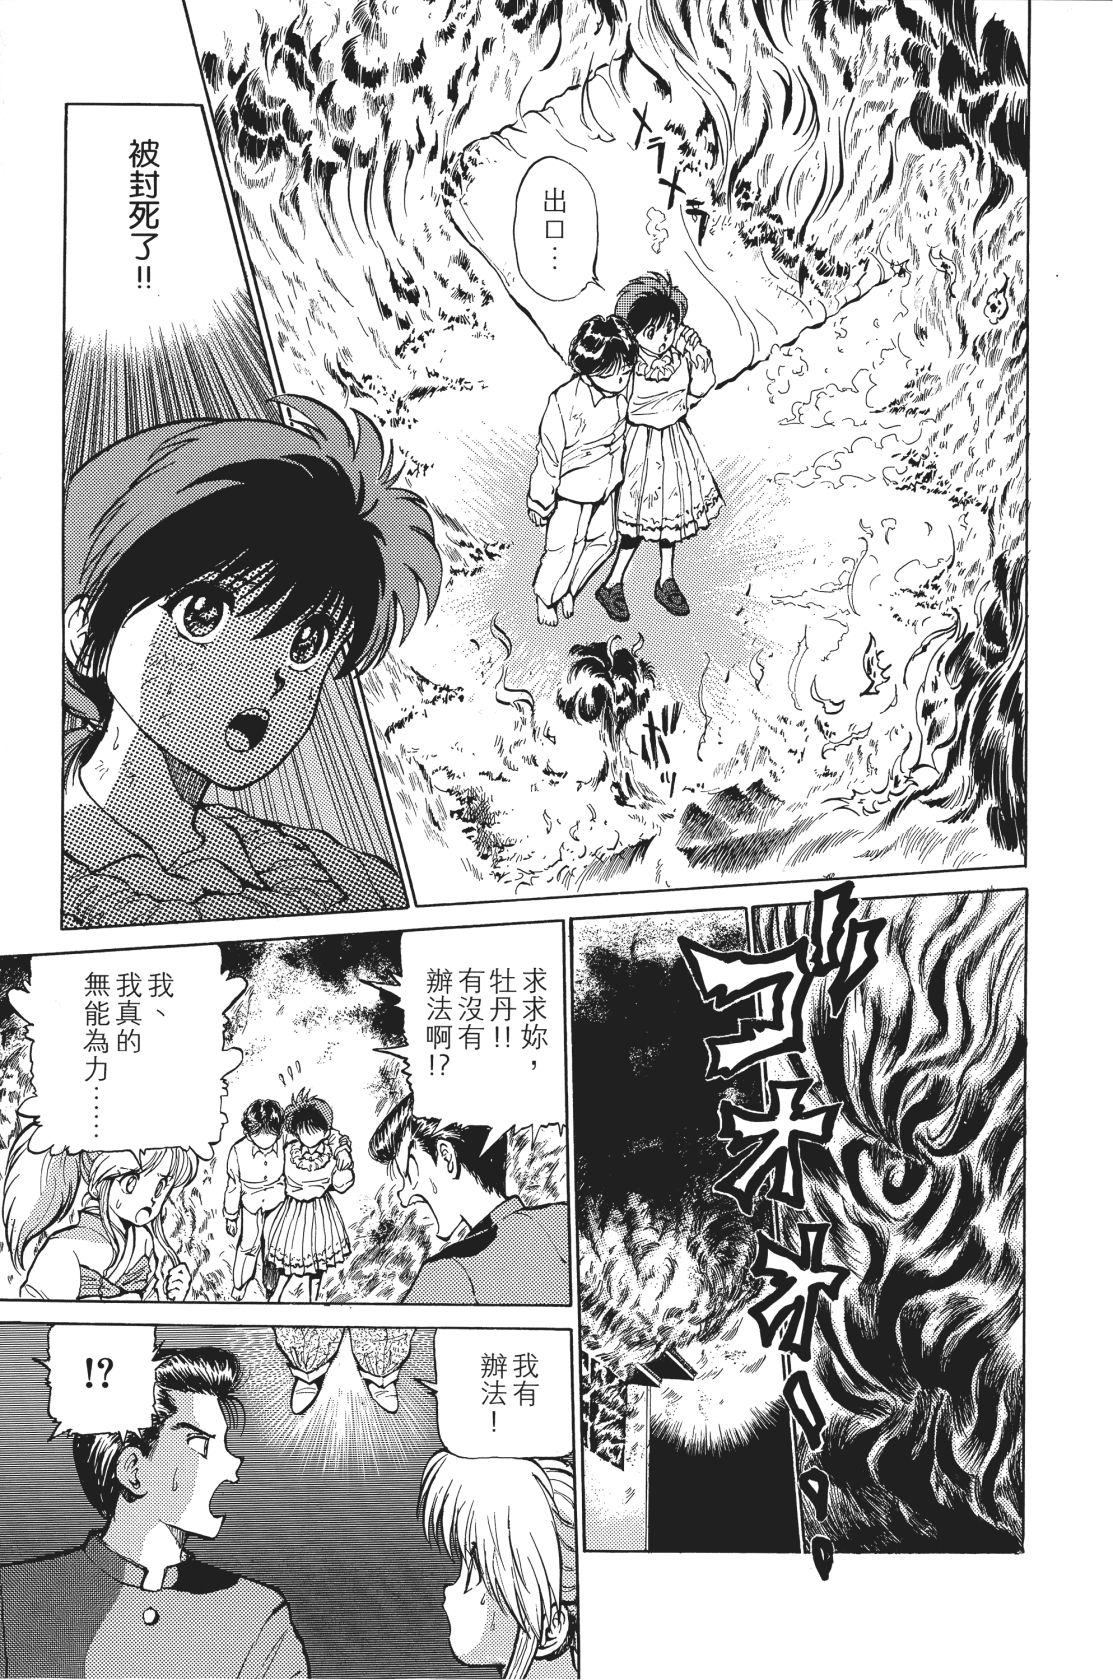 メラメラ
出口…
ボッ
被封死了!!
ゴオオオ……
求求妳，
牡丹!!
有沒有
辦法啊!?
我、
我真的
無能為力……
我有
辦法！
!?